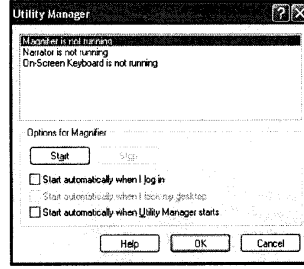 Utility Manager
Magnifier is not running
Narrator is not running
On-Screen Keyboard is not running
Options for Magnifier
Start Stop
Start automatically when I log in
Start automatically when I lock my desktop
Start automatically when Utility Manager starts
Help OK Cancel